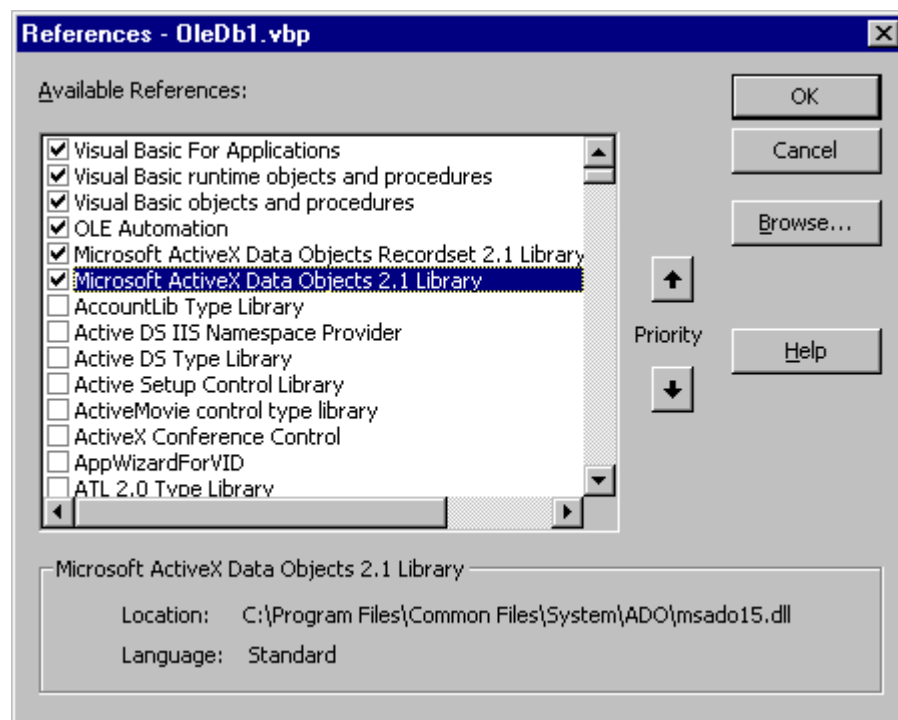 References - OleDb1.vbp
Available References:
OK
Visual Basic For Applications
Cancel
Visual Basic runtime objects and procedures
Visual Basic objects and procedures
Browse...
OLE Automation
Microsoft ActiveX Data Objects Recordset 2.1 Library
Microsoft ActiveX Data Objects 2.1 Library
AccountLib Type Library
Active DS IIS Namespace Provider
Priority
Active DS Type Library
Help
Active Setup Control Library
ActiveMovie control type library
ActiveX Conference Control
AppWizardForVID
ATL 2.0 Type Library
Microsoft ActiveX Data Objects 2.1 Library
Location: C:\Program Files\Common Files\System\ADO\msado15.dll
Language: Standard